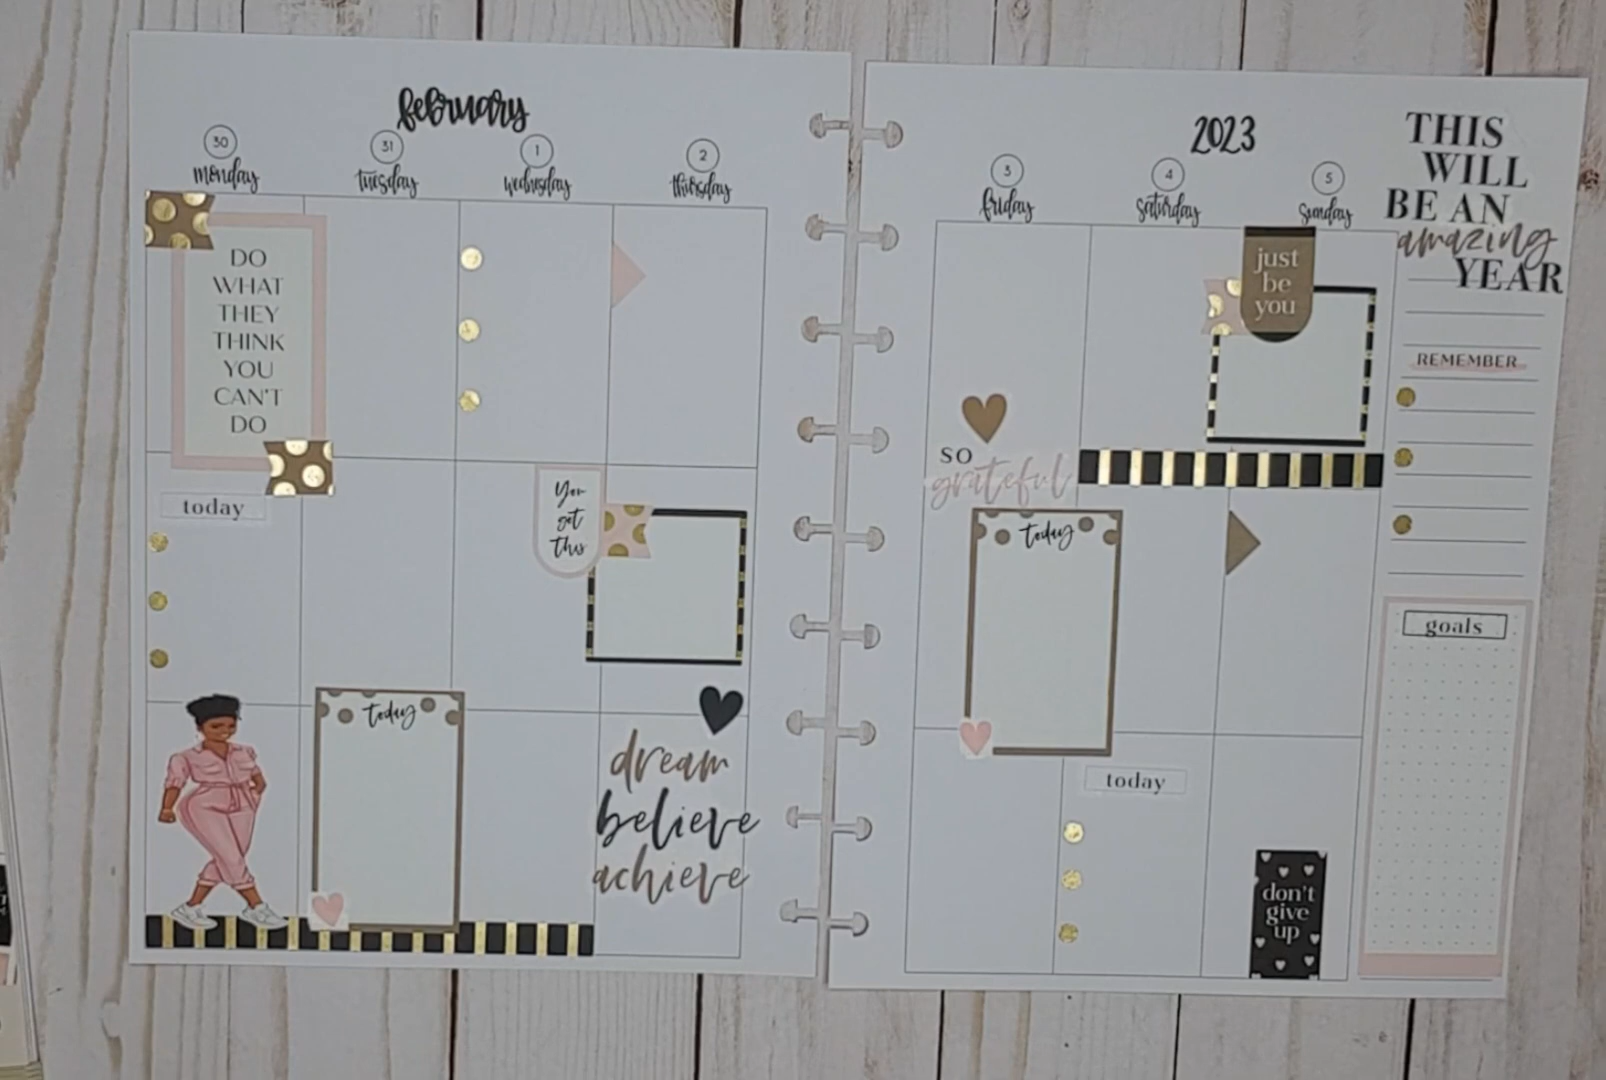 february
30
31
1
2
monday
tuesday
wednesday
thursday
DO
WHAT
THEY
THINK
YOU
CAN'T
DO
today
You
got
this
today
dream
believe
achieve
2023
3
4
5
friday
saturday
sunday
THIS
WILL
BE AN
amazing
YEAR
just
be
you
REMEMBER
SO
grateful
today
goals
today
don't
give
up